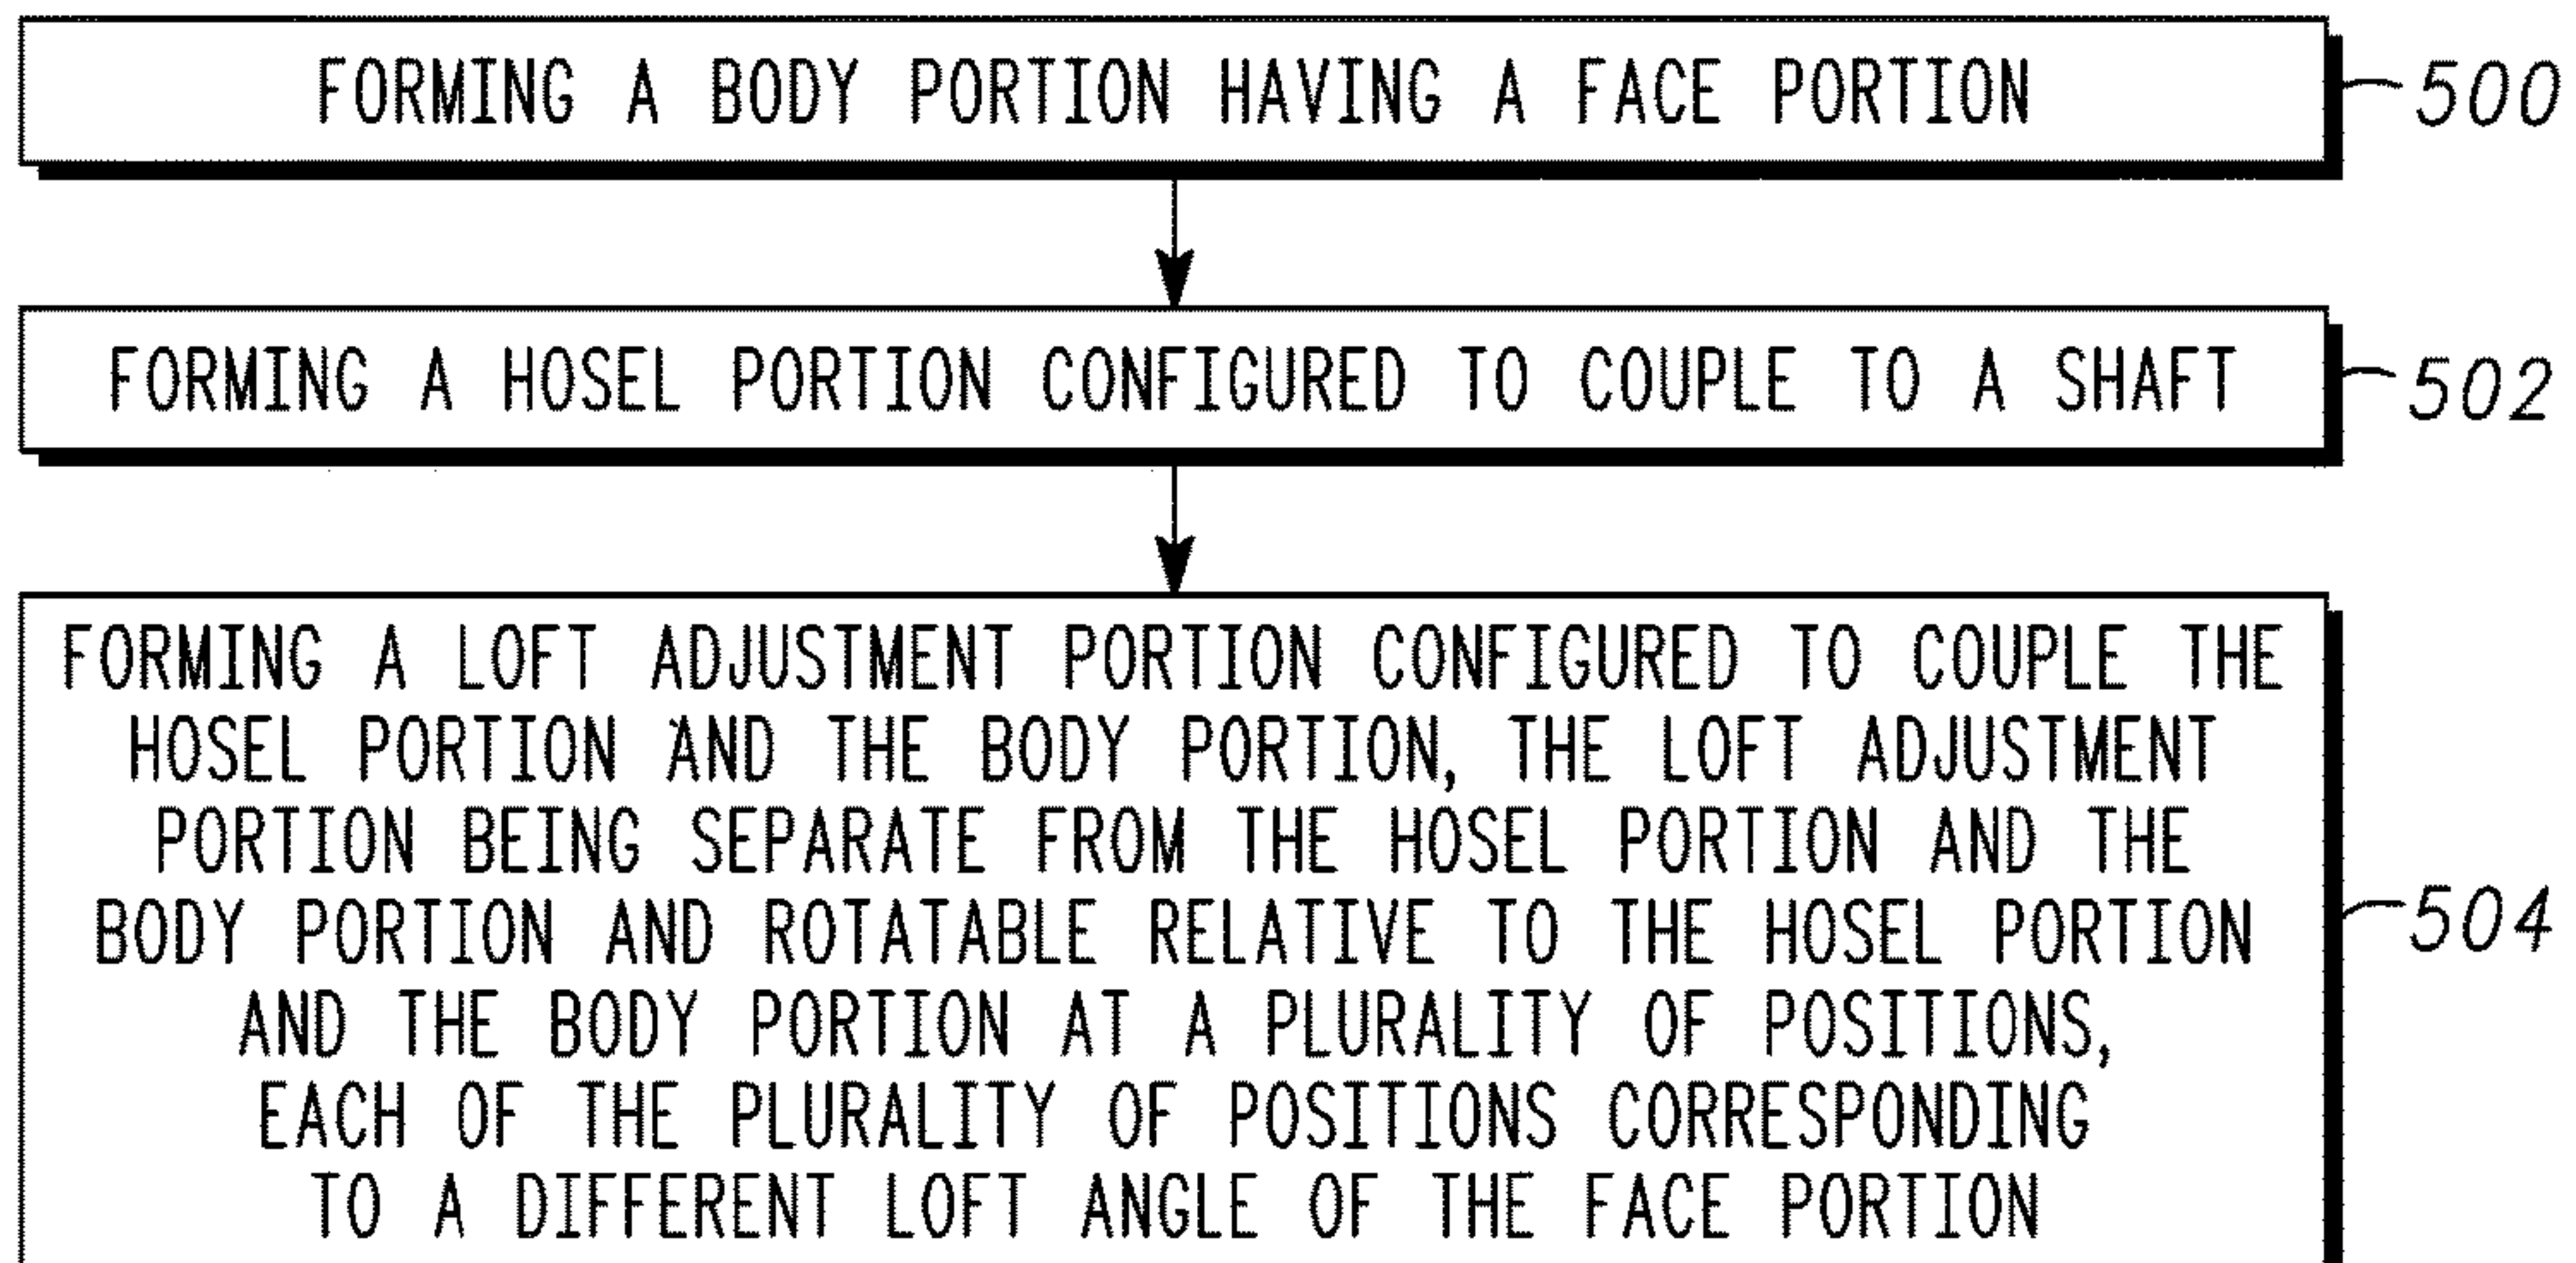 FORMING A BODY PORTION HAVING A FACE PORTION
500
FORMING A HOSEL PORTION CONFIGURED TO COUPLE TO A SHAFT
502
FORMING A LOFT ADJUSTMENT PORTION CONFIGURED TO COUPLE THE
HOSEL PORTION AND THE BODY PORTION, THE LOFT ADJUSTMENT
PORTION BEING SEPARATE FROM THE HOSEL PORTION AND THE
BODY PORTION AND ROTATABLE RELATIVE TO THE HOSEL PORTION
AND THE BODY PORTION AT A PLURALITY OF POSITIONS,
EACH OF THE PLURALITY OF POSITIONS CORRESPONDING
TO A DIFFERENT LOFT ANGLE OF THE FACE PORTION
504